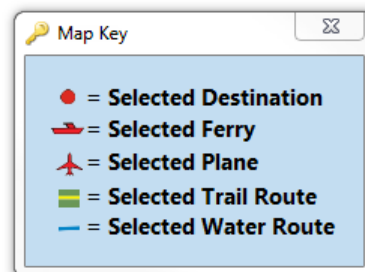 Map Key
= Selected Destination
= Selected Ferry
= Selected Plane
= Selected Trail Route
= Selected Water Route